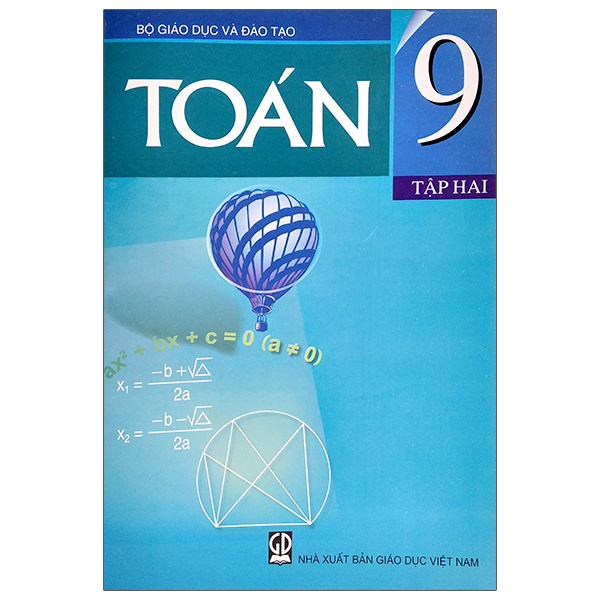 BỘ GIÁO DỤC VÀ ĐÀO TẠO
TOÁN 9
TẬP HAI
ax² + bx + c = 0 (a ≠ 0)
x₁ = (−b + √△) / 2a
x₂ = (−b − √△) / 2a
GD
NHÀ XUẤT BẢN GIÁO DỤC VIỆT NAM